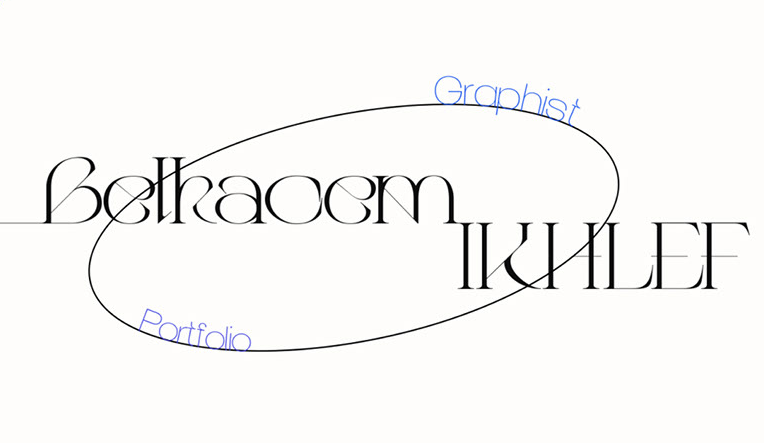 Graphist
Belkacem
IKHLEF
Portfolio